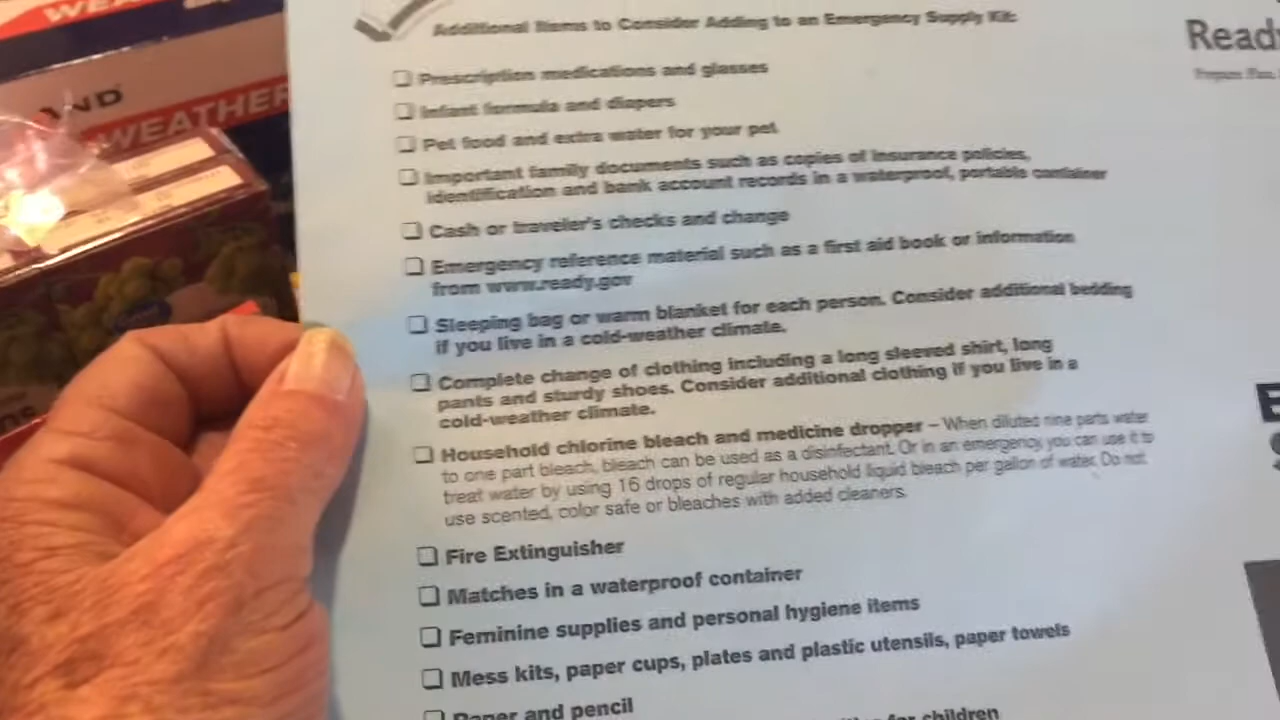 WEA
AND
WEATHER
Additional Items to Consider Adding to an Emergency Supply Kit:
Ready
❏ Prescription medications and glasses
❏ Infant formula and diapers
❏ Pet food and extra water for your pet
❏ Important family documents such as copies of insurance policies,
identification and bank account records in a waterproof, portable container
❏ Cash or traveler's checks and change
❏ Emergency reference material such as a first aid book or information
from www.ready.gov
❏ Sleeping bag or warm blanket for each person. Consider additional bedding
if you live in a cold-weather climate.
❏ Complete change of clothing including a long sleeved shirt, long
pants and sturdy shoes. Consider additional clothing if you live in a
cold-weather climate.
❏ Household chlorine bleach and medicine dropper – When diluted nine parts water
to one part bleach, bleach can be used as a disinfectant. Or in an emergency, you can use it to
treat water by using 16 drops of regular household liquid bleach per gallon of water. Do not
use scented, color safe or bleaches with added cleaners.
❏ Fire Extinguisher
❏ Matches in a waterproof container
❏ Feminine supplies and personal hygiene items
❏ Mess kits, paper cups, plates and plastic utensils, paper towels
❏ Paper and pencil
for children